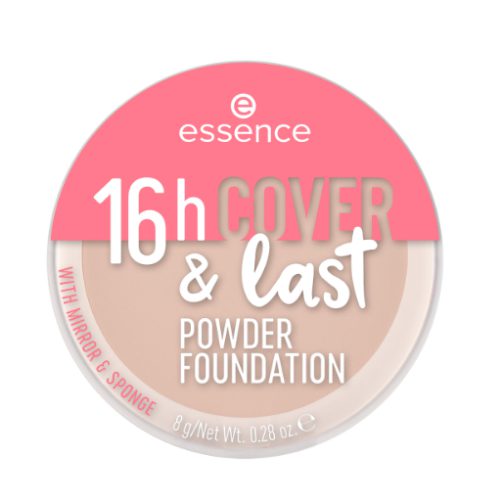 essence
16h COVER
& last
POWDER
FOUNDATION
WITH MIRROR & SPONGE
8 g/Net Wt. 0.28 oz. ℮